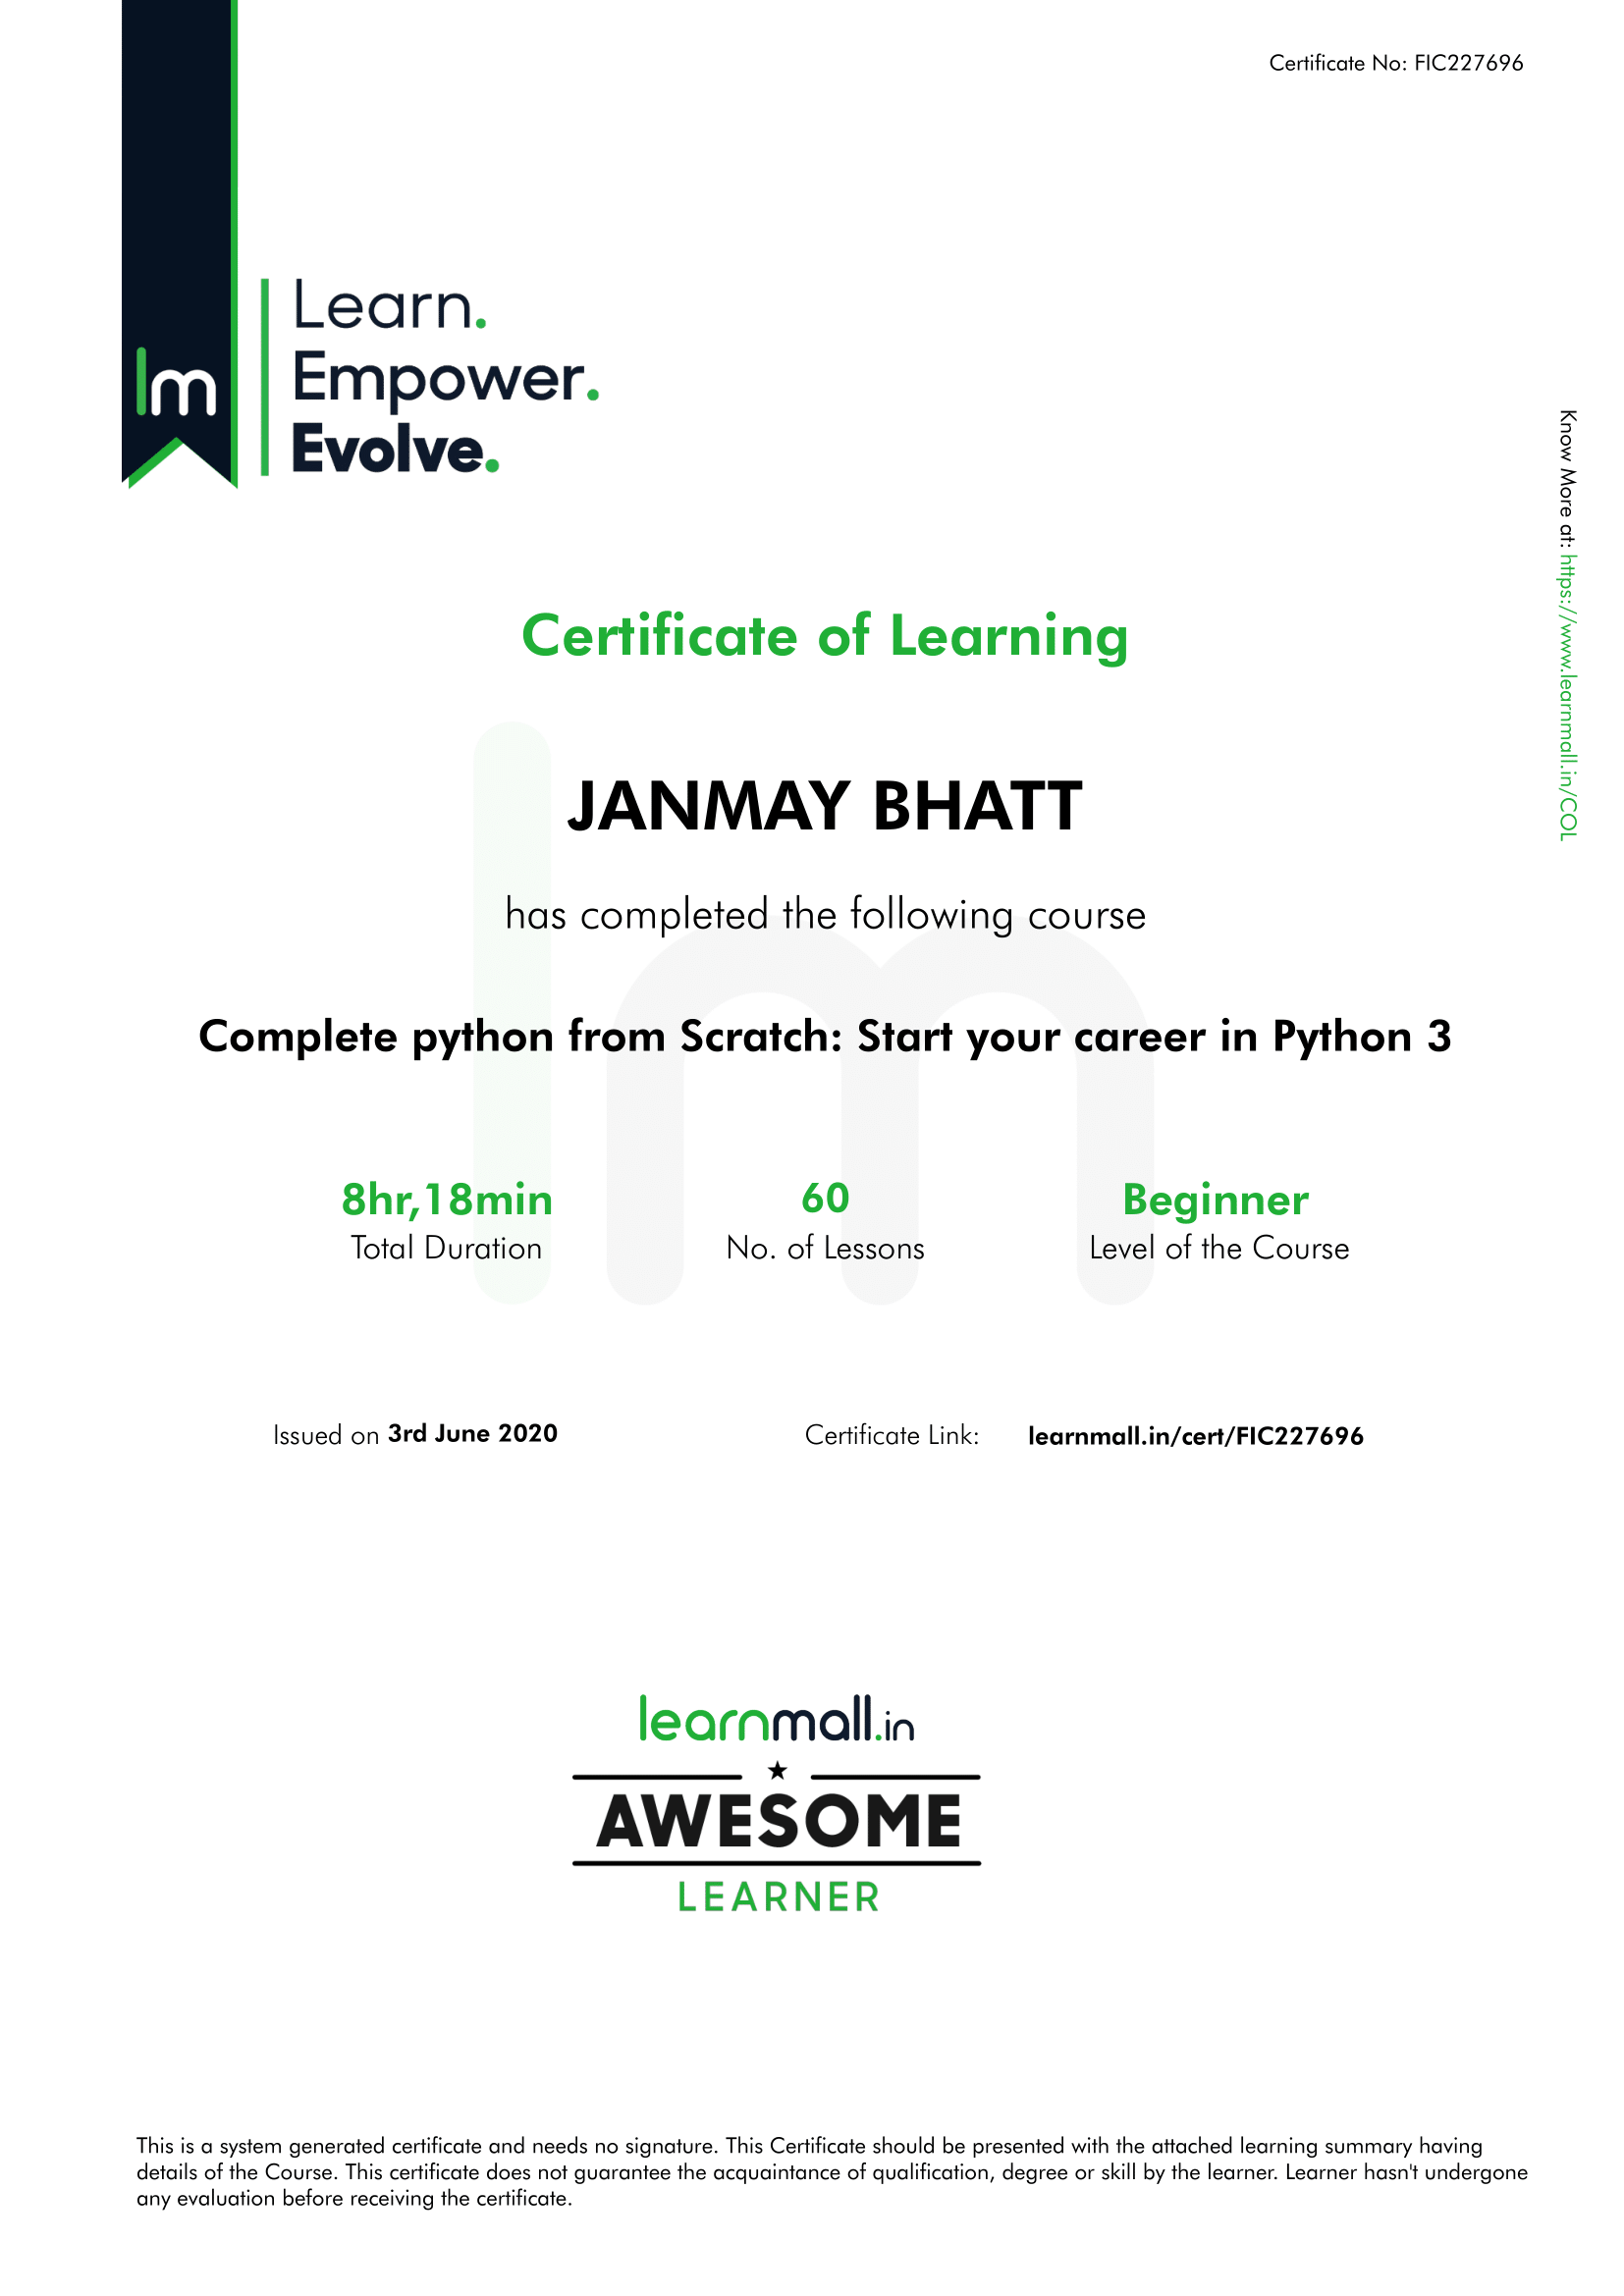 Certificate No: FIC227696
lm
Learn.
Empower.
Evolve.
Know More at: https://www.learnmall.in/COL
Certificate of Learning
JANMAY BHATT
has completed the following course
Complete python from Scratch: Start your career in Python 3
8hr,18min
Total Duration
60
No. of Lessons
Beginner
Level of the Course
Issued on 3rd June 2020
Certificate Link: learnmall.in/cert/FIC227696
learnmall.in
AWESOME
LEARNER
This is a system generated certificate and needs no signature. This Certificate should be presented with the attached learning summary having
details of the Course. This certificate does not guarantee the acquaintance of qualification, degree or skill by the learner. Learner hasn't undergone
any evaluation before receiving the certificate.